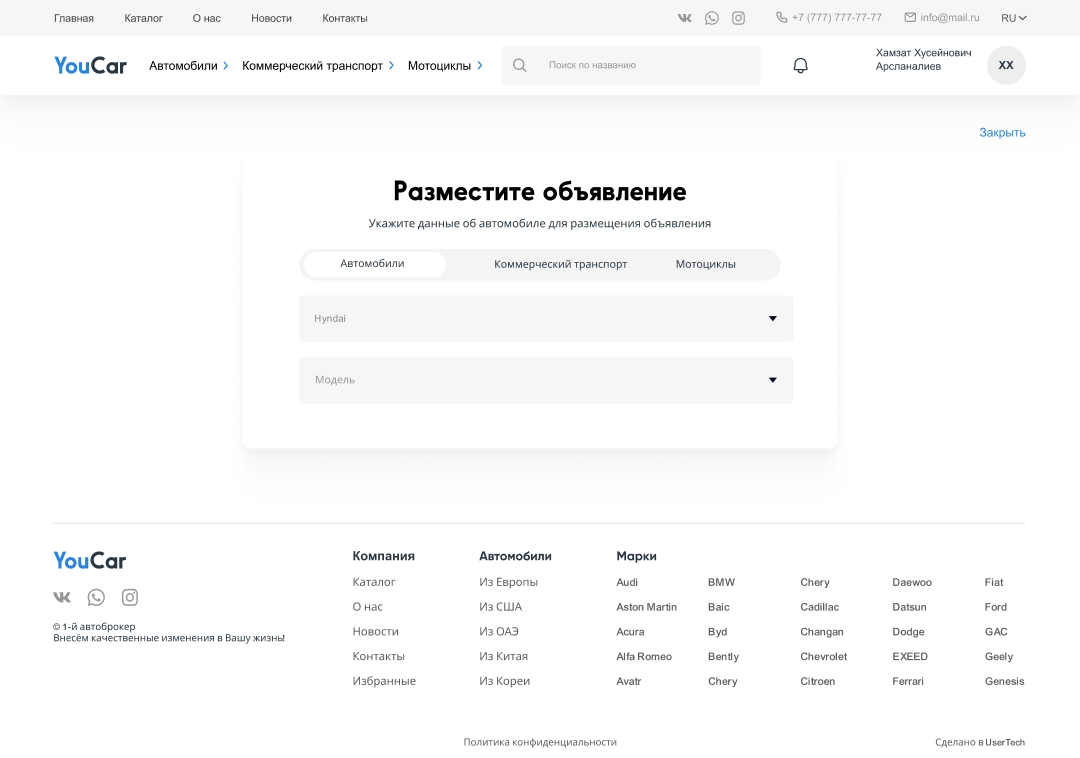 Главная Каталог О нас Новости Контакты +7 (777) 777-77-77 info@mail.ru RU
YouCar Автомобили Коммерческий транспорт Мотоциклы Поиск по названию Хамзат Хусейнович
Арсланалиев
XX
Закрыть
Разместите объявление
Укажите данные об автомобиле для размещения объявления
Автомобили Коммерческий транспорт Мотоциклы
Hyndai
Модель
YouCar
© 1-й автоброкер
Внесём качественные изменения в Вашу жизнь!
Компания
Каталог
О нас
Новости
Контакты
Избранные
Автомобили
Из Европы
Из США
Из ОАЭ
Из Китая
Из Кореи
Марки
Audi BMW Chery Daewoo Fiat
Aston Martin Baic Cadillac Datsun Ford
Acura Byd Changan Dodge GAC
Alfa Romeo Bently Chevrolet EXEED Geely
Avatr Chery Citroen Ferrari Genesis
Политика конфиденциальности
Сделано в UserTech